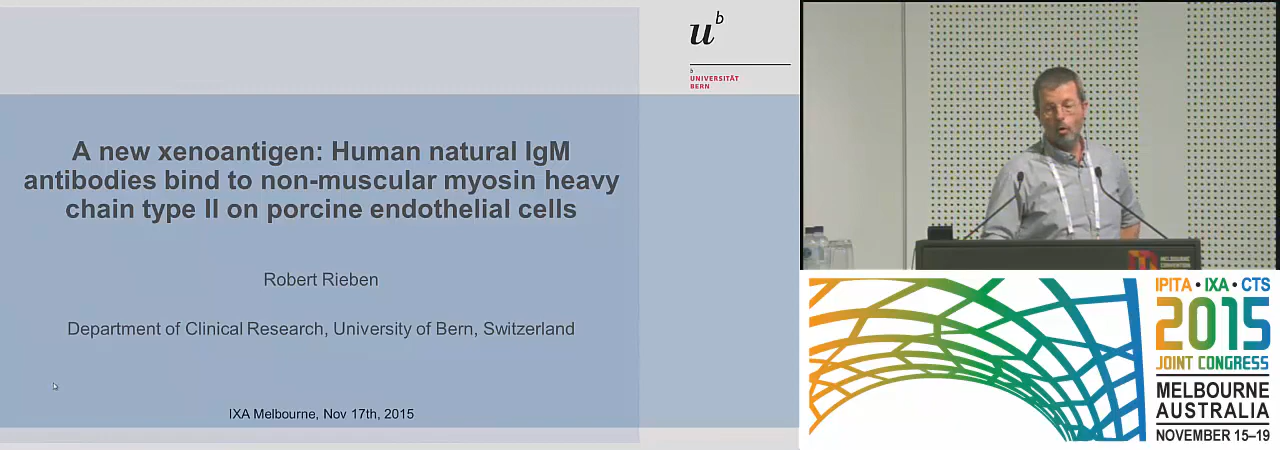 u
b
b
UNIVERSITÄT
BERN
A new xenoantigen: Human natural IgM
antibodies bind to non-muscular myosin heavy
chain type II on porcine endothelial cells
Robert Rieben
Department of Clinical Research, University of Bern, Switzerland
IXA Melbourne, Nov 17th, 2015
MELBOURNE
CONVENTION
IPITA • IXA • CTS
2015
JOINT CONGRESS
MELBOURNE
AUSTRALIA
NOVEMBER 15–19